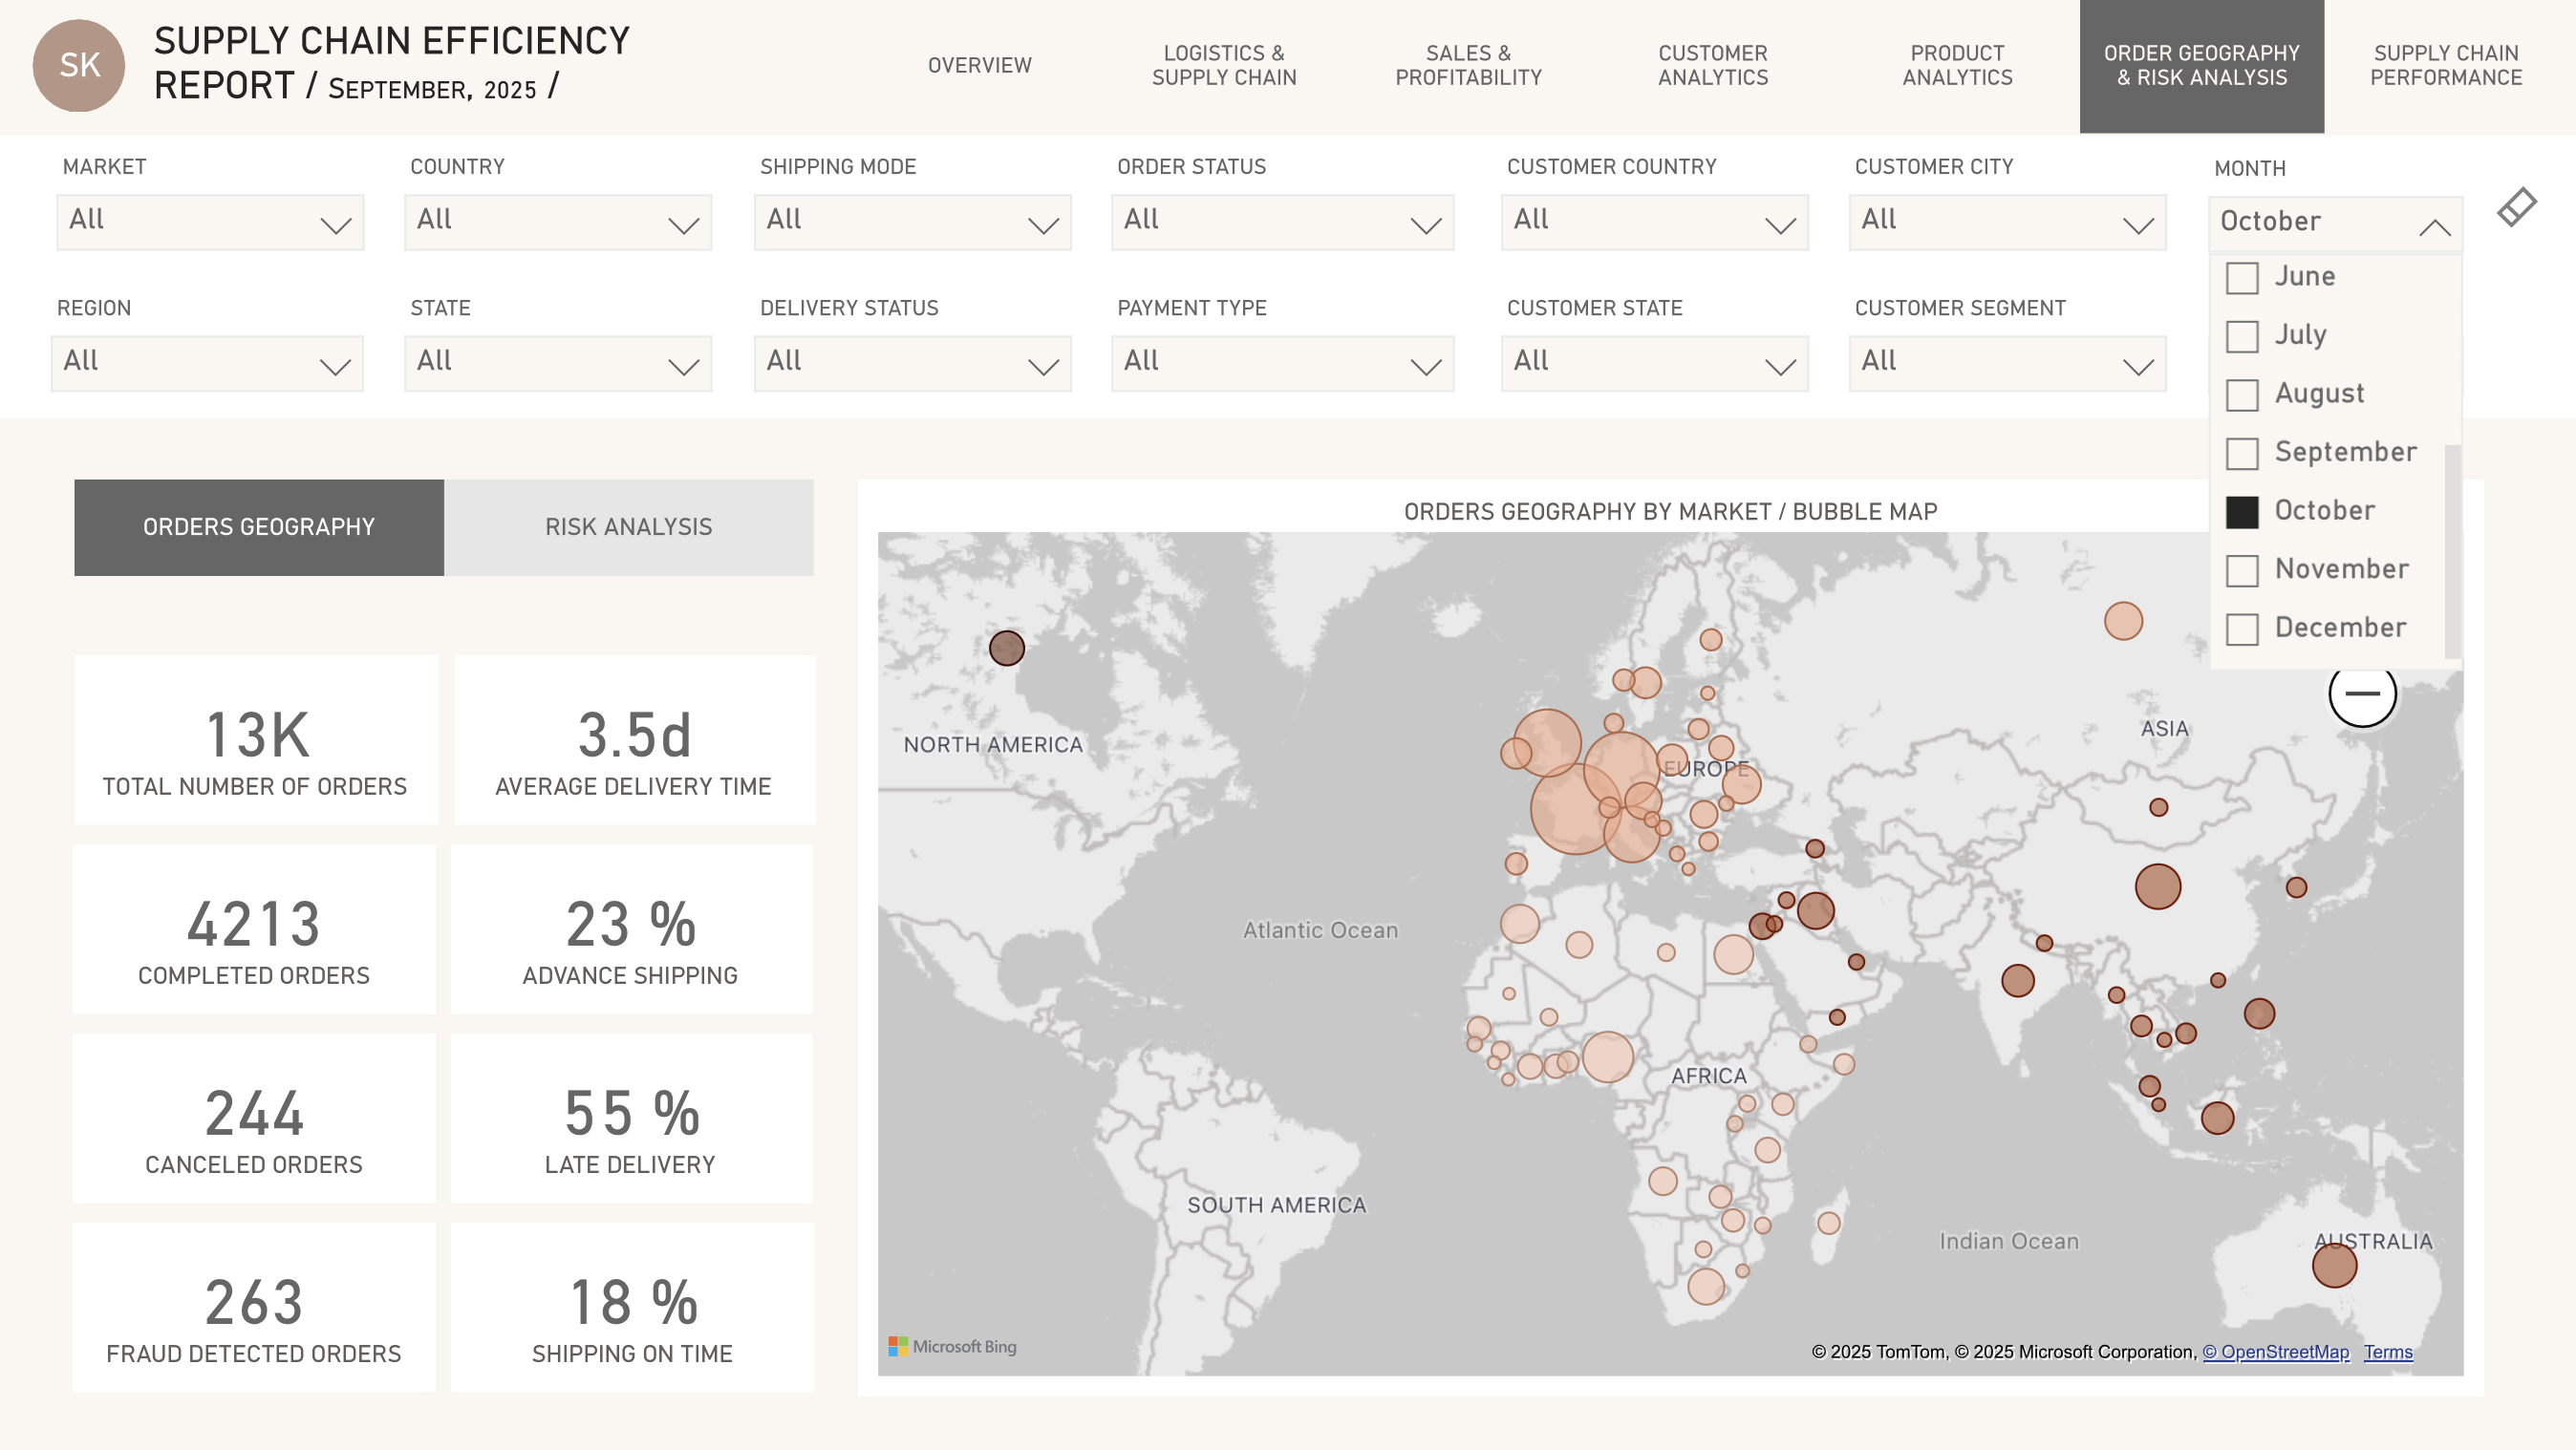 SK
SUPPLY CHAIN EFFICIENCY
REPORT / SEPTEMBER, 2025 /
OVERVIEW
LOGISTICS &
SUPPLY CHAIN
SALES &
PROFITABILITY
CUSTOMER
ANALYTICS
PRODUCT
ANALYTICS
ORDER GEOGRAPHY
& RISK ANALYSIS
SUPPLY CHAIN
PERFORMANCE
MARKET
All
COUNTRY
All
SHIPPING MODE
All
ORDER STATUS
All
CUSTOMER COUNTRY
All
CUSTOMER CITY
All
MONTH
October
June
July
August
September
October
November
December
REGION
All
STATE
All
DELIVERY STATUS
All
PAYMENT TYPE
All
CUSTOMER STATE
All
CUSTOMER SEGMENT
All
ORDERS GEOGRAPHY
RISK ANALYSIS
13K
TOTAL NUMBER OF ORDERS
3.5d
AVERAGE DELIVERY TIME
4213
COMPLETED ORDERS
23 %
ADVANCE SHIPPING
244
CANCELED ORDERS
55 %
LATE DELIVERY
263
FRAUD DETECTED ORDERS
18 %
SHIPPING ON TIME
ORDERS GEOGRAPHY BY MARKET / BUBBLE MAP
NORTH AMERICA
EUROPE
ASIA
Atlantic Ocean
AFRICA
SOUTH AMERICA
Indian Ocean
AUSTRALIA
Microsoft Bing
© 2025 TomTom, © 2025 Microsoft Corporation, © OpenStreetMap Terms